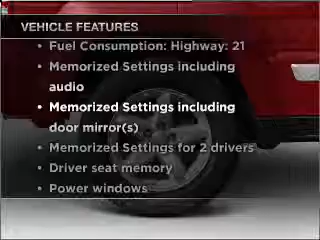 VEHICLE FEATURES
• Fuel Consumption: Highway: 21
• Memorized Settings including
audio
• Memorized Settings including
door mirror(s)
• Memorized Settings for 2 drivers
• Driver seat memory
• Power windows